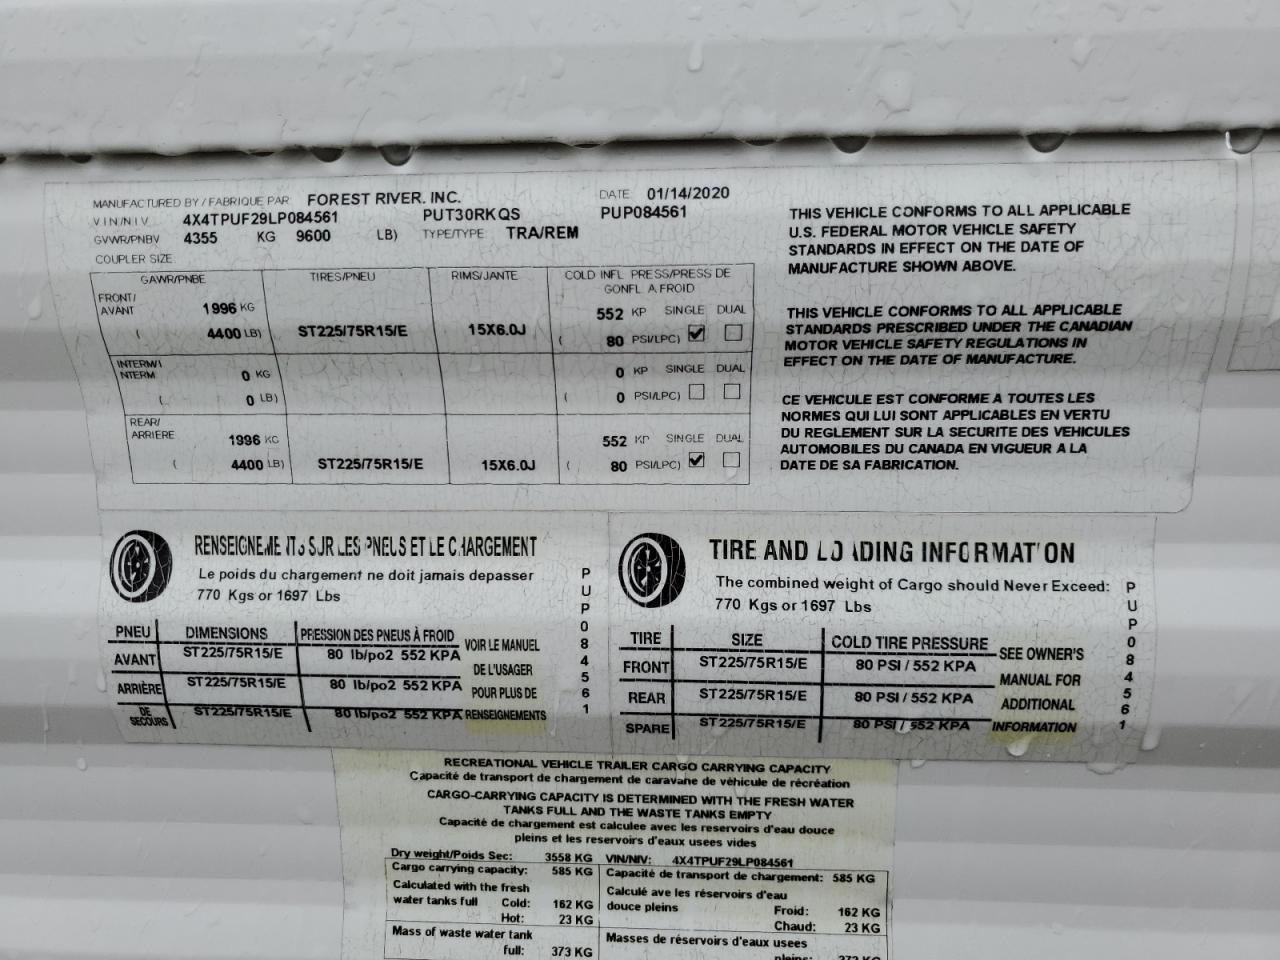 MANUFACTURED BY / FABRIQUE PAR FOREST RIVER. INC. DATE 01/14/2020
VIN/NIV 4X4TPUF29LP084561 PUT30RKQS PUP084561
GVWR/PNBV 4355 KG 9600 LB) TYPE/TYPE TRA/REM
COUPLER SIZE
GAWR/PNBE TIRES/PNEU RIMS/JANTE COLD INFL PRESS/PRESS DE
GONFL A FROID
FRONT/
AVANT 1996 KG 552 KP SINGLE DUAL
( 4400 LB) ST225/75R15/E 15X6.0J ( 80 PSI/LPC)
INTERM/
INTERM 0 KG 0 KP SINGLE DUAL
( 0 LB) ( 0 PSI/LPC)
REAR/
ARRIERE 1996 KG 552 KP SINGLE DUAL
( 4400 LB) ST225/75R15/E 15X6.0J ( 80 PSI/LPC)
THIS VEHICLE CONFORMS TO ALL APPLICABLE
U.S. FEDERAL MOTOR VEHICLE SAFETY
STANDARDS IN EFFECT ON THE DATE OF
MANUFACTURE SHOWN ABOVE.
THIS VEHICLE CONFORMS TO ALL APPLICABLE
STANDARDS PRESCRIBED UNDER THE CANADIAN
MOTOR VEHICLE SAFETY REGULATIONS IN
EFFECT ON THE DATE OF MANUFACTURE.
CE VEHICULE EST CONFORME A TOUTES LES
NORMES QUI LUI SONT APPLICABLES EN VERTU
DU REGLEMENT SUR LA SECURITE DES VEHICULES
AUTOMOBILES DU CANADA EN VIGUEUR A LA
DATE DE SA FABRICATION.
RENSEIGNEMENTS SUR LES PNEUS ET LE CHARGEMENT
Le poids du chargement ne doit jamais depasser
770 Kgs or 1697 Lbs
PNEU DIMENSIONS PRESSION DES PNEUS À FROID
AVANT ST225/75R15/E 80 lb/po2 552 KPA
ARRIÈRE ST225/75R15/E 80 lb/po2 552 KPA
DE
SECOURS ST225/75R15/E 80 lb/po2 552 KPA
VOIR LE MANUEL
DE L'USAGER
POUR PLUS DE
RENSEIGNEMENTS
PUP084561
TIRE AND LOADING INFORMATION
The combined weight of Cargo should Never Exceed:
770 Kgs or 1697 Lbs
TIRE SIZE COLD TIRE PRESSURE
FRONT ST225/75R15/E 80 PSI / 552 KPA
REAR ST225/75R15/E 80 PSI / 552 KPA
SPARE ST225/75R15/E 80 PSI / 552 KPA
SEE OWNER'S
MANUAL FOR
ADDITIONAL
INFORMATION
PUP084561
RECREATIONAL VEHICLE TRAILER CARGO CARRYING CAPACITY
Capacité de transport de chargement de caravane de véhicule de récréation
CARGO-CARRYING CAPACITY IS DETERMINED WITH THE FRESH WATER
TANKS FULL AND THE WASTE TANKS EMPTY
Capacité de chargement est calculee avec les reservoirs d'eau douce
pleins et les reservoirs d'eaux usees vides
Dry weight/Poids Sec: 3558 KG VIN/NIV: 4X4TPUF29LP084561
Cargo carrying capacity: 585 KG
Calculated with the fresh
water tanks full Cold: 162 KG
Hot: 23 KG
Mass of waste water tank
full: 373 KG
Capacité de transport de chargement: 585 KG
Calculé ave les réservoirs d'eau
douce pleins Froid: 162 KG
Chaud: 23 KG
Masses de réservoirs d'eaux usees
pleins: 373 KG